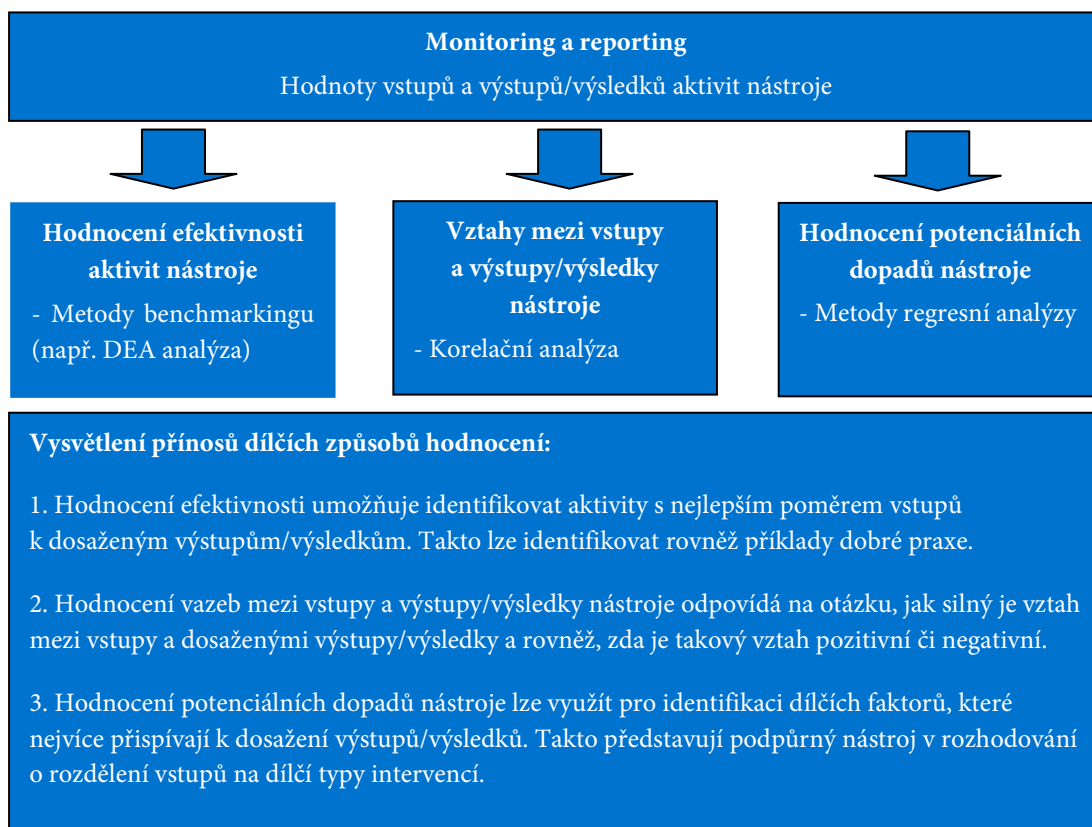 Monitoring a reporting
Hodnoty vstupů a výstupů/výsledků aktivit nástroje
Hodnocení efektivnosti
aktivit nástroje
- Metody benchmarkingu
(např. DEA analýza)
Vztahy mezi vstupy
a výstupy/výsledky
nástroje
- Korelační analýza
Hodnocení potenciálních
dopadů nástroje
- Metody regresní analýzy
Vysvětlení přínosů dílčích způsobů hodnocení:
1. Hodnocení efektivnosti umožňuje identifikovat aktivity s nejlepším poměrem vstupů
k dosaženým výstupům/výsledkům. Takto lze identifikovat rovněž příklady dobré praxe.
2. Hodnocení vazeb mezi vstupy a výstupy/výsledky nástroje odpovídá na otázku, jak silný je vztah
mezi vstupy a dosaženými výstupy/výsledky a rovněž, zda je takový vztah pozitivní či negativní.
3. Hodnocení potenciálních dopadů nástroje lze využít pro identifikaci dílčích faktorů, které
nejvíce přispívají k dosažení výstupů/výsledků. Takto představují podpůrný nástroj v rozhodování
o rozdělení vstupů na dílčí typy intervencí.